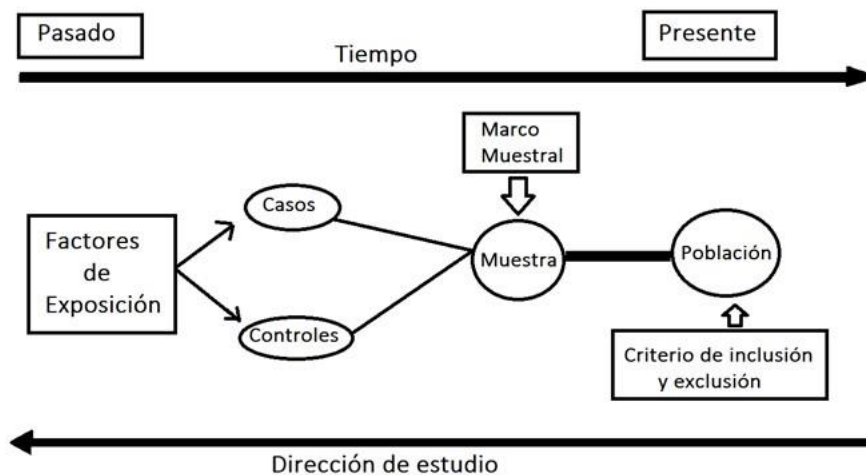 Pasado
Presente
Tiempo
Marco
Muestral
Casos
Factores
de
Exposición
Muestra
Población
Controles
Criterio de inclusión
y exclusión
Dirección de estudio